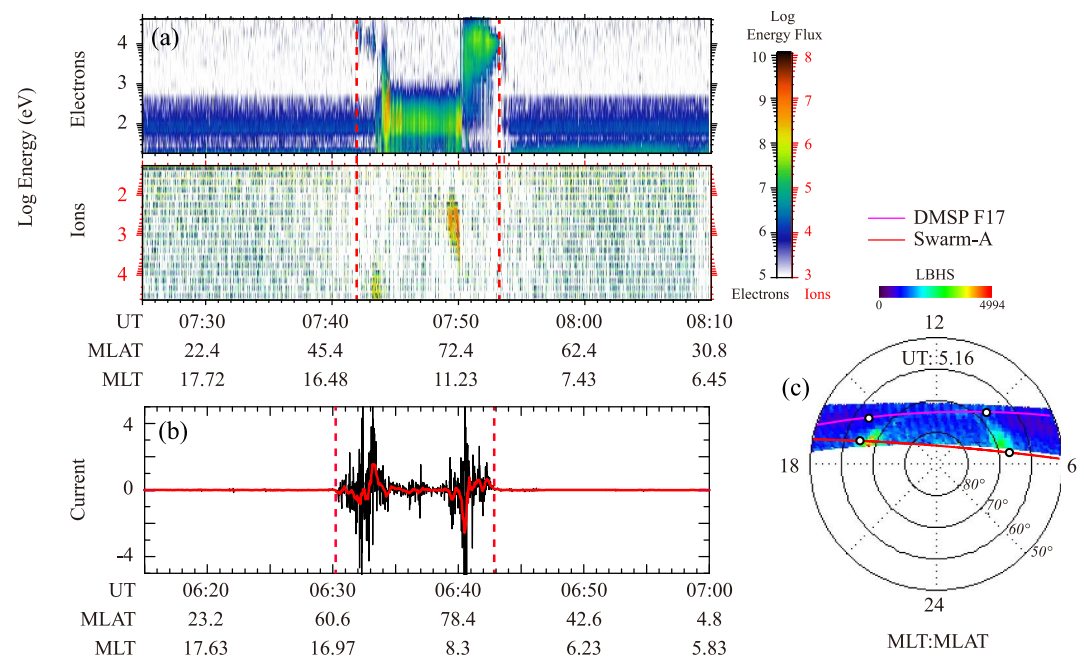 (a)
Log Energy (eV)
Electrons
4
3
2
Ions
2
3
4
UT 07:30 07:40 07:50 08:00 08:10
MLAT 22.4 45.4 72.4 62.4 30.8
MLT 17.72 16.48 11.23 7.43 6.45
Log
Energy Flux
10 8
9 7
8 6
7 5
6 4
5 3
Electrons Ions
DMSP F17
Swarm-A
LBHS
0 4994
(b)
Current
4
0
-4
UT 06:20 06:30 06:40 06:50 07:00
MLAT 23.2 60.6 78.4 42.6 4.8
MLT 17.63 16.97 8.3 6.23 5.83
(c)
12
UT: 5.16
18 6
-80°
-70°
-60°
-50°
24
MLT:MLAT